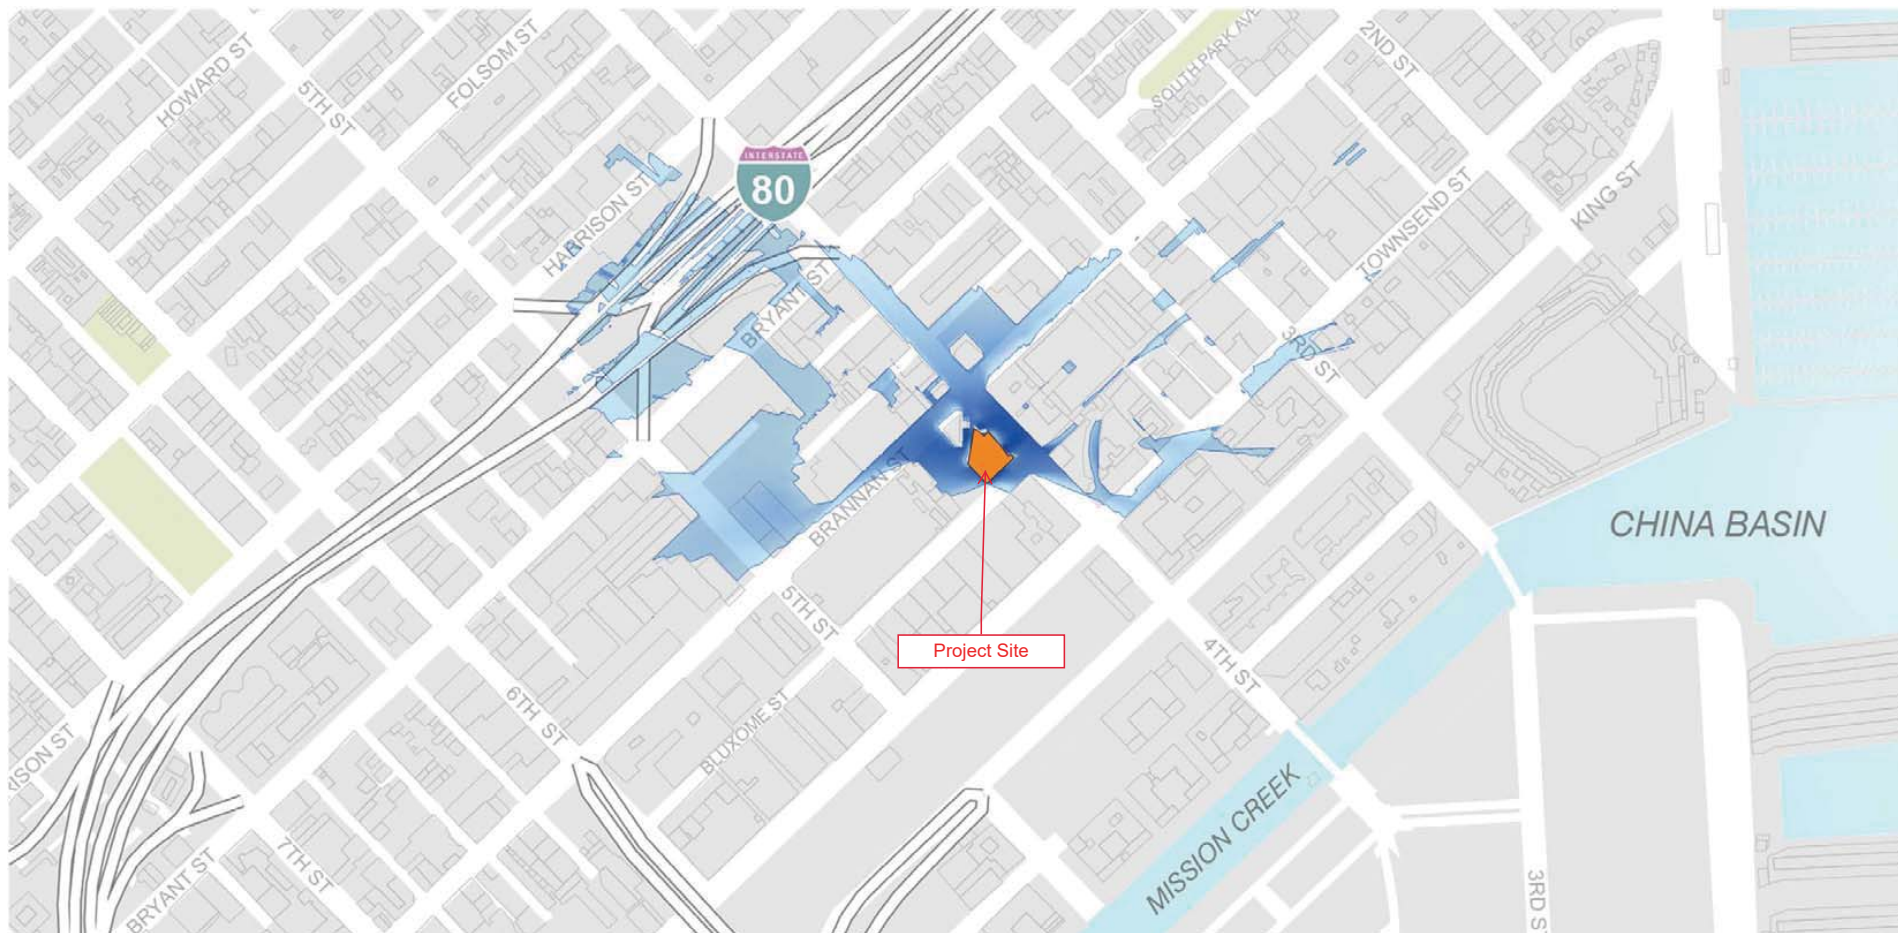 HOWARD ST
5TH ST
FOLSOM ST
SOUTH PARK AVE
2ND ST
INTERSTATE
80
HARRISON ST
KING ST
TOWNSEND ST
BRYANT ST
3RD ST
BRANNAN ST
CHINA BASIN
5TH ST
Project Site
4TH ST
6TH ST
BLUXOME ST
RISON ST
MISSION CREEK
7TH ST
BRYANT ST
3RD S